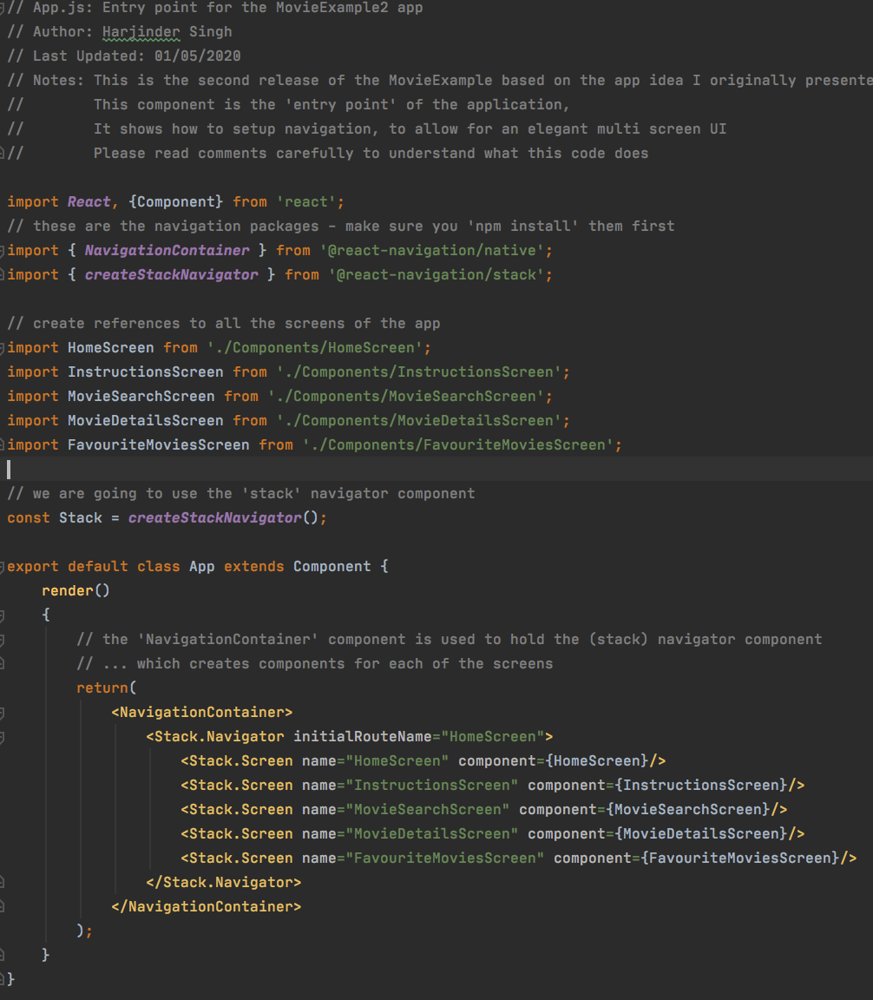 // App.js: Entry point for the MovieExample2 app
// Author: Harjinder Singh
// Last Updated: 01/05/2020
// Notes: This is the second release of the MovieExample based on the app idea I originally
//        This component is the 'entry point' of the application,
//        It shows how to setup navigation, to allow for an elegant multi screen UI
//        Please read comments carefully to understand what this code does
import React, {Component} from 'react';
// these are the navigation packages - make sure you 'npm install' them first
import { NavigationContainer } from '@react-navigation/native';
import { createStackNavigator } from '@react-navigation/stack';
// create references to all the screens of the app
import HomeScreen from './Components/HomeScreen';
import InstructionsScreen from './Components/InstructionsScreen';
import MovieSearchScreen from './Components/MovieSearchScreen';
import MovieDetailsScreen from './Components/MovieDetailsScreen';
import FavouriteMoviesScreen from './Components/FavouriteMoviesScreen';
// we are going to use the 'stack' navigator component
const Stack = createStackNavigator();
export default class App extends Component {
    render()
    {
        // the 'NavigationContainer' component is used to hold the (stack) navigator component
        // ... which creates components for each of the screens
        return(
            <NavigationContainer>
                <Stack.Navigator initialRouteName="HomeScreen">
                    <Stack.Screen name="HomeScreen" component={HomeScreen}/>
                    <Stack.Screen name="InstructionsScreen" component={InstructionsScreen}/>
                    <Stack.Screen name="MovieSearchScreen" component={MovieSearchScreen}/>
                    <Stack.Screen name="MovieDetailsScreen" component={MovieDetailsScreen}/>
                    <Stack.Screen name="FavouriteMoviesScreen" component={FavouriteMoviesScreen}/>
                </Stack.Navigator>
            </NavigationContainer>
        );
    }
}